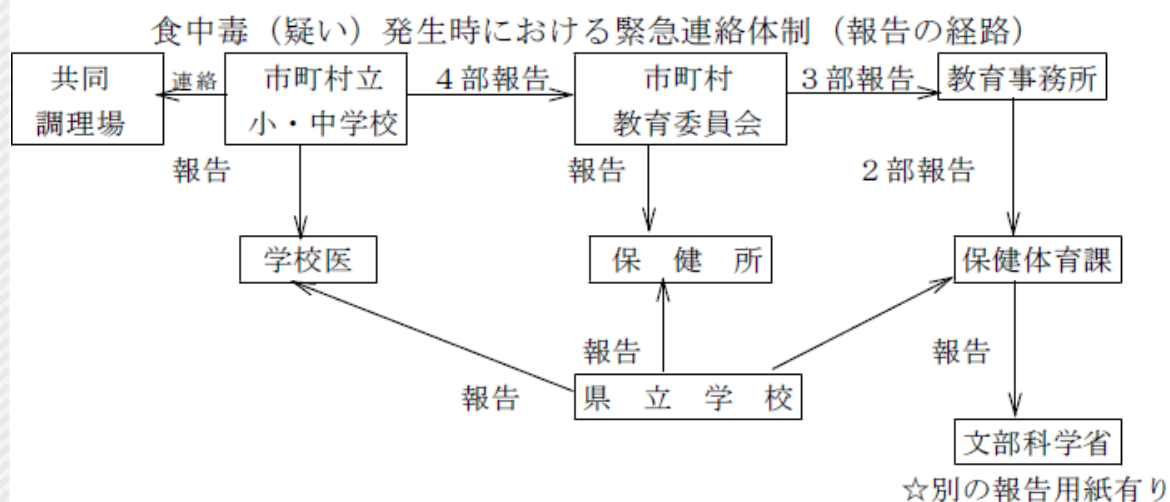 食中毒（疑い）発生時における緊急連絡体制（報告の経路）
共同
調理場
連絡
市町村立
小・中学校
４部報告
市町村
教育委員会
３部報告
教育事務所
報告
報告
２部報告
学校医
保　健　所
保健体育課
報告
報告
報告
県　立　学　校
文部科学省
☆別の報告用紙有り